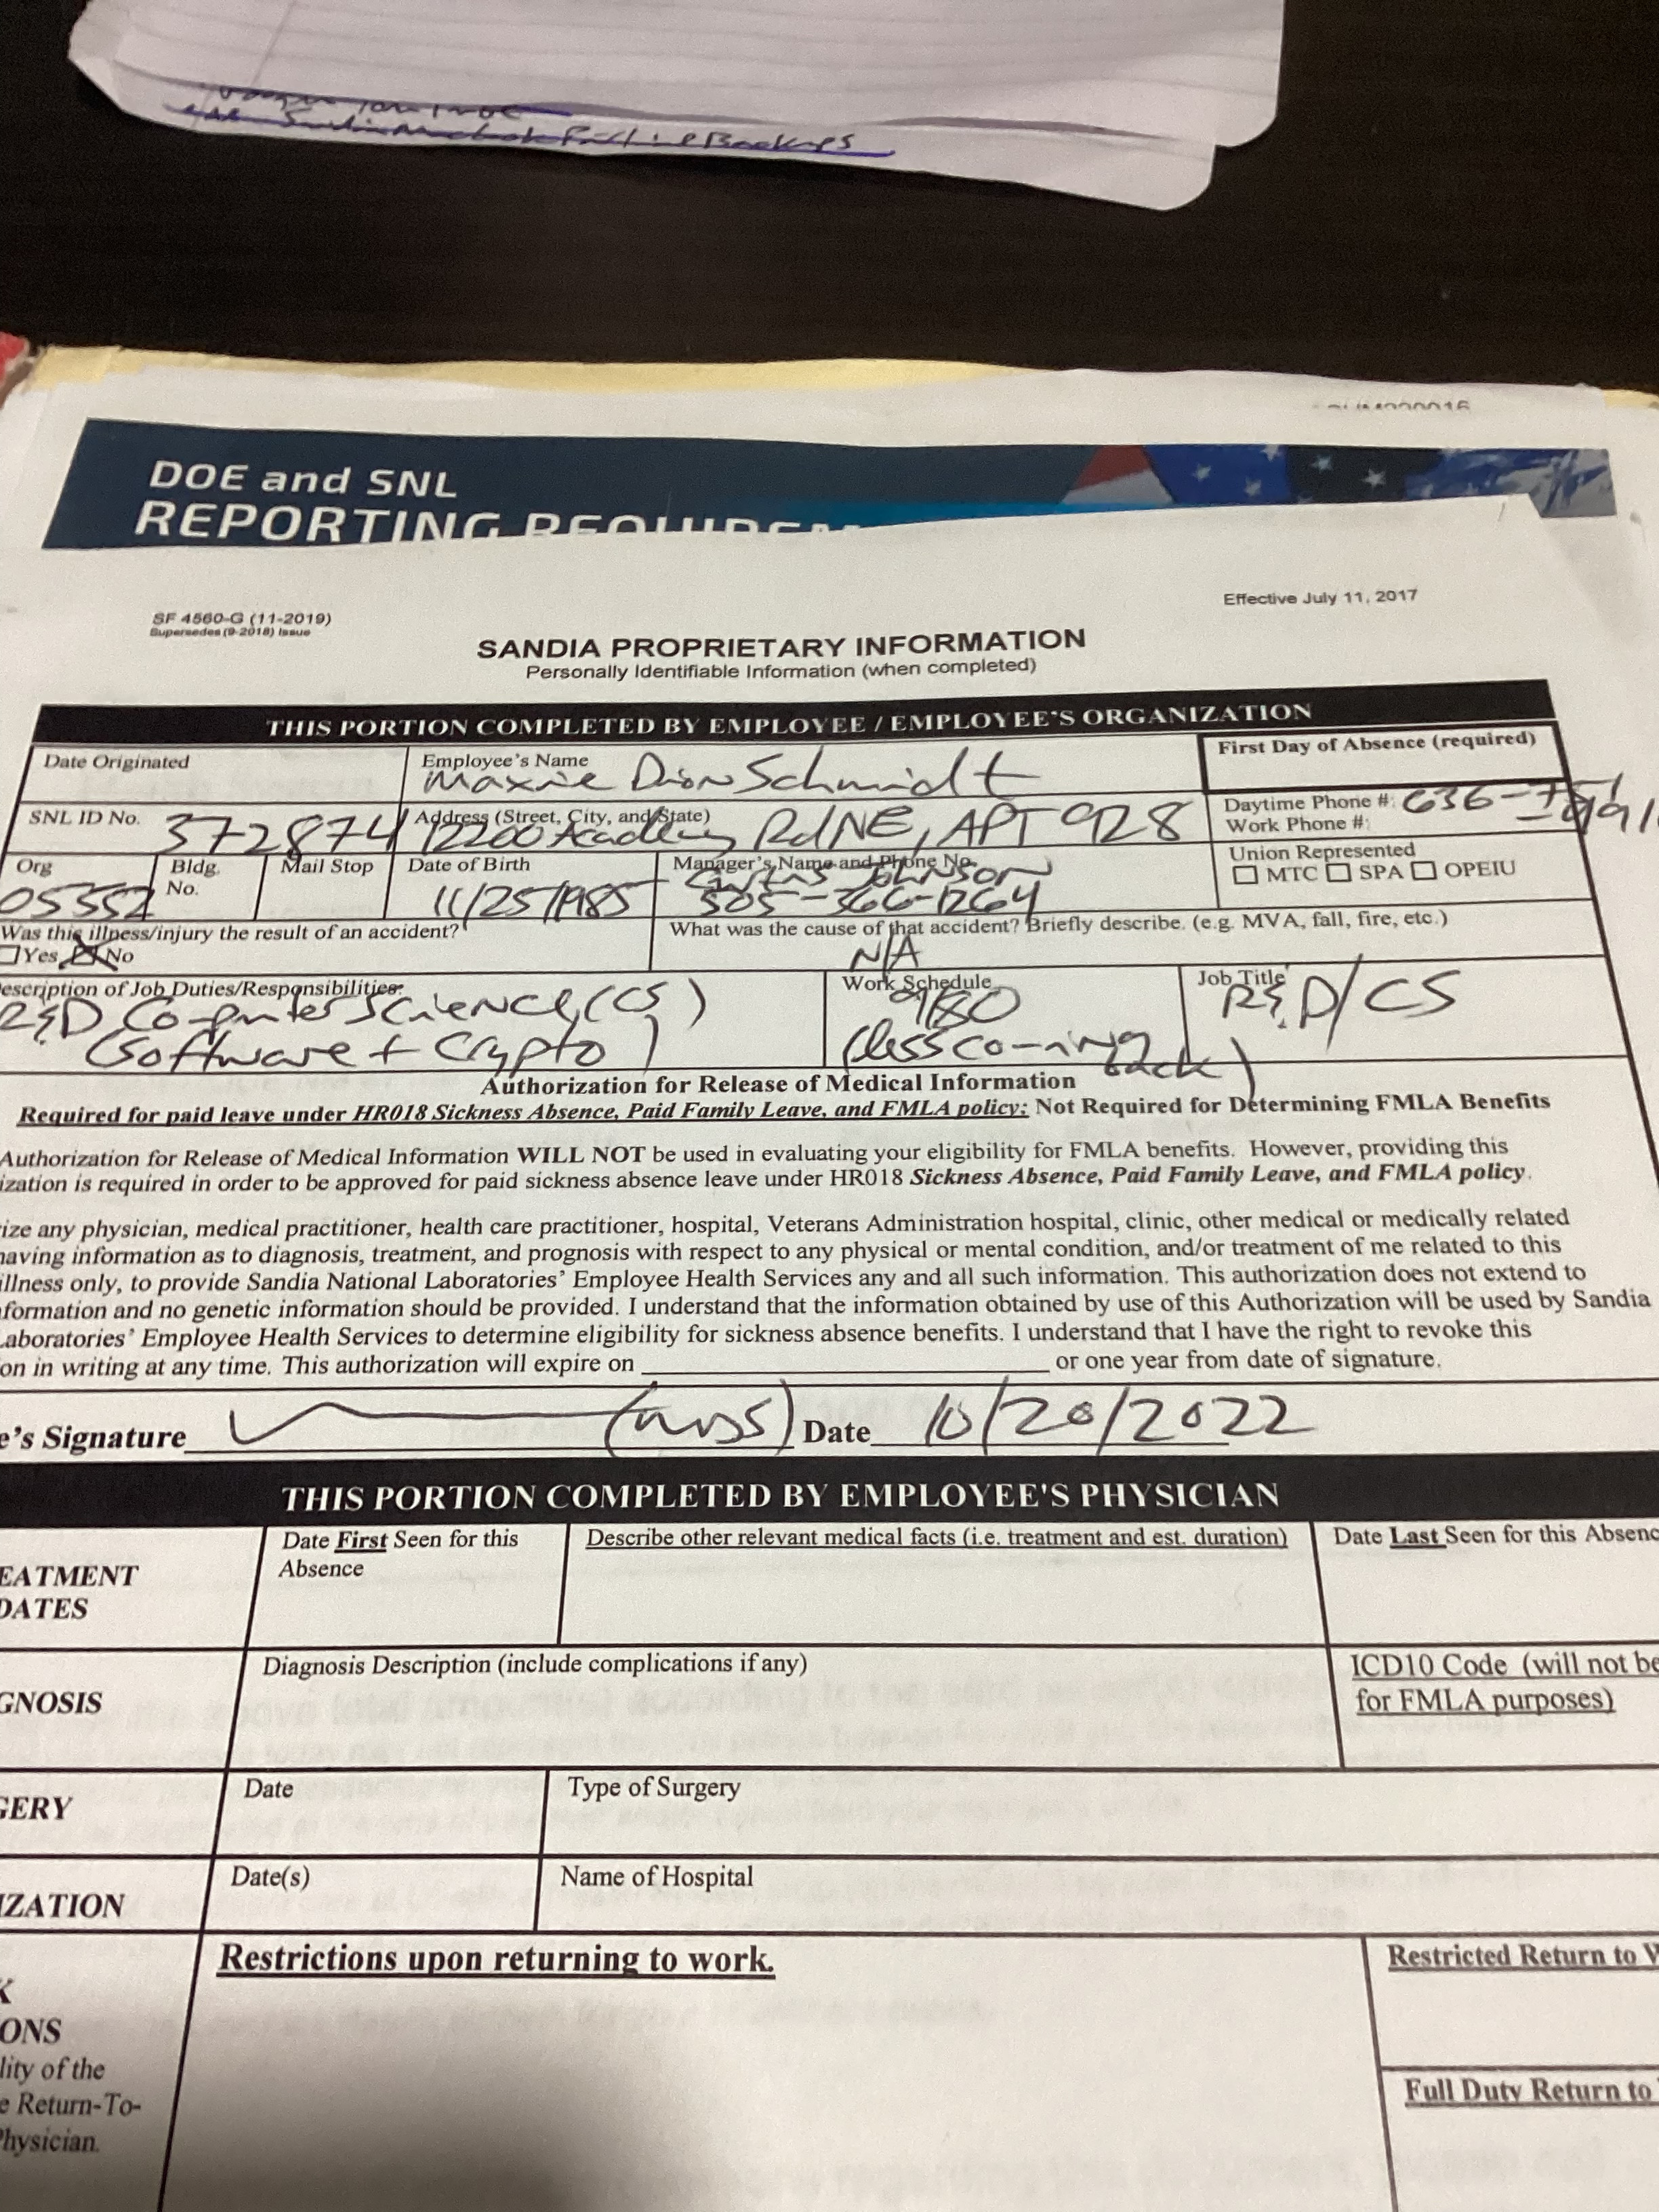 Backups
DOE and SNL
REPORTING REQUIREM
SF 4560-G (11-2019)
Supersedes (9-2018) Issue
Effective July 11, 2017
SANDIA PROPRIETARY INFORMATION
Personally Identifiable Information (when completed)
THIS PORTION COMPLETED BY EMPLOYEE / EMPLOYEE'S ORGANIZATION
Date Originated
Employee's Name
Maxie Dion Schmidt
First Day of Absence (required)
SNL ID No.
372874
Address (Street, City, and State)
12200 Academy Rd NE, APT 928
Daytime Phone #: 636-
Work Phone #:
Org
05552
Bldg. No.
Mail Stop
Date of Birth
11/25/1985
Manager's Name and Phone No.
Johnson
505-366-1264
Union Represented
MTC SPA OPEIU
Was this illness/injury the result of an accident?
Yes No
What was the cause of that accident? Briefly describe. (e.g. MVA, fall, fire, etc.)
N/A
escription of Job Duties/Responsibilities:
R&D Computer Science (CS)
(Software + Crypto)
Work Schedule
9/80
(less coming back)
Job Title
R&D/CS
Authorization for Release of Medical Information
Required for paid leave under HR018 Sickness Absence, Paid Family Leave, and FMLA policy; Not Required for Determining FMLA Benefits
Authorization for Release of Medical Information WILL NOT be used in evaluating your eligibility for FMLA benefits. However, providing this
ization is required in order to be approved for paid sickness absence leave under HR018 Sickness Absence, Paid Family Leave, and FMLA policy.
ize any physician, medical practitioner, health care practitioner, hospital, Veterans Administration hospital, clinic, other medical or medically related
having information as to diagnosis, treatment, and prognosis with respect to any physical or mental condition, and/or treatment of me related to this
illness only, to provide Sandia National Laboratories' Employee Health Services any and all such information. This authorization does not extend to
formation and no genetic information should be provided. I understand that the information obtained by use of this Authorization will be used by Sandia
Laboratories' Employee Health Services to determine eligibility for sickness absence benefits. I understand that I have the right to revoke this
on in writing at any time. This authorization will expire on or one year from date of signature.
e's Signature (MDS) Date 10/20/2022
THIS PORTION COMPLETED BY EMPLOYEE'S PHYSICIAN
EATMENT
DATES
Date First Seen for this
Absence
Describe other relevant medical facts (i.e. treatment and est. duration)
Date Last Seen for this Absenc
GNOSIS
Diagnosis Description (include complications if any)
ICD10 Code (will not be
for FMLA purposes)
GERY
Date
Type of Surgery
IZATION
Date(s)
Name of Hospital
K
ONS
lity of the
e Return-To-
Physician.
Restrictions upon returning to work.
Restricted Return to W
Full Duty Return to